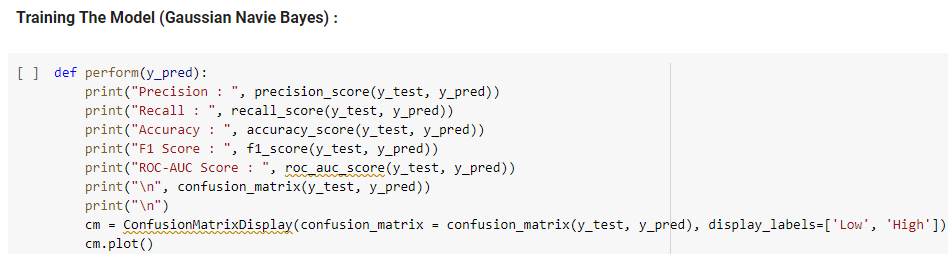 Training The Model (Gaussian Navie Bayes) :
[ ] def perform(y_pred):
print("Precision : ", precision_score(y_test, y_pred))
print("Recall : ", recall_score(y_test, y_pred))
print("Accuracy : ", accuracy_score(y_test, y_pred))
print("F1 Score : ", f1_score(y_test, y_pred))
print("ROC-AUC Score : ", roc_auc_score(y_test, y_pred))
print("\n", confusion_matrix(y_test, y_pred))
print("\n")
cm = ConfusionMatrixDisplay(confusion_matrix = confusion_matrix(y_test, y_pred), display_labels=['Low', 'High'])
cm.plot()